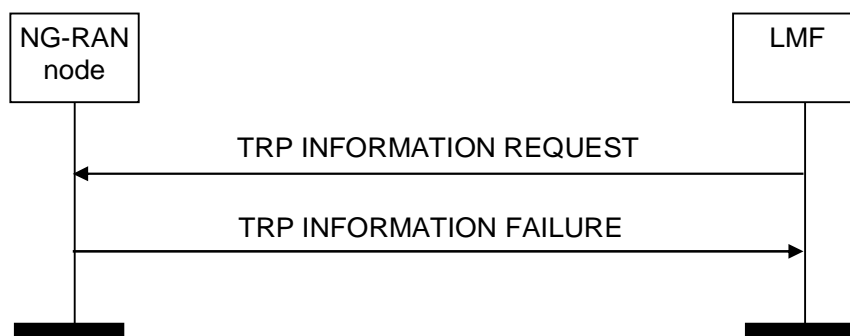 NG-RAN
node
LMF
TRP INFORMATION REQUEST
TRP INFORMATION FAILURE